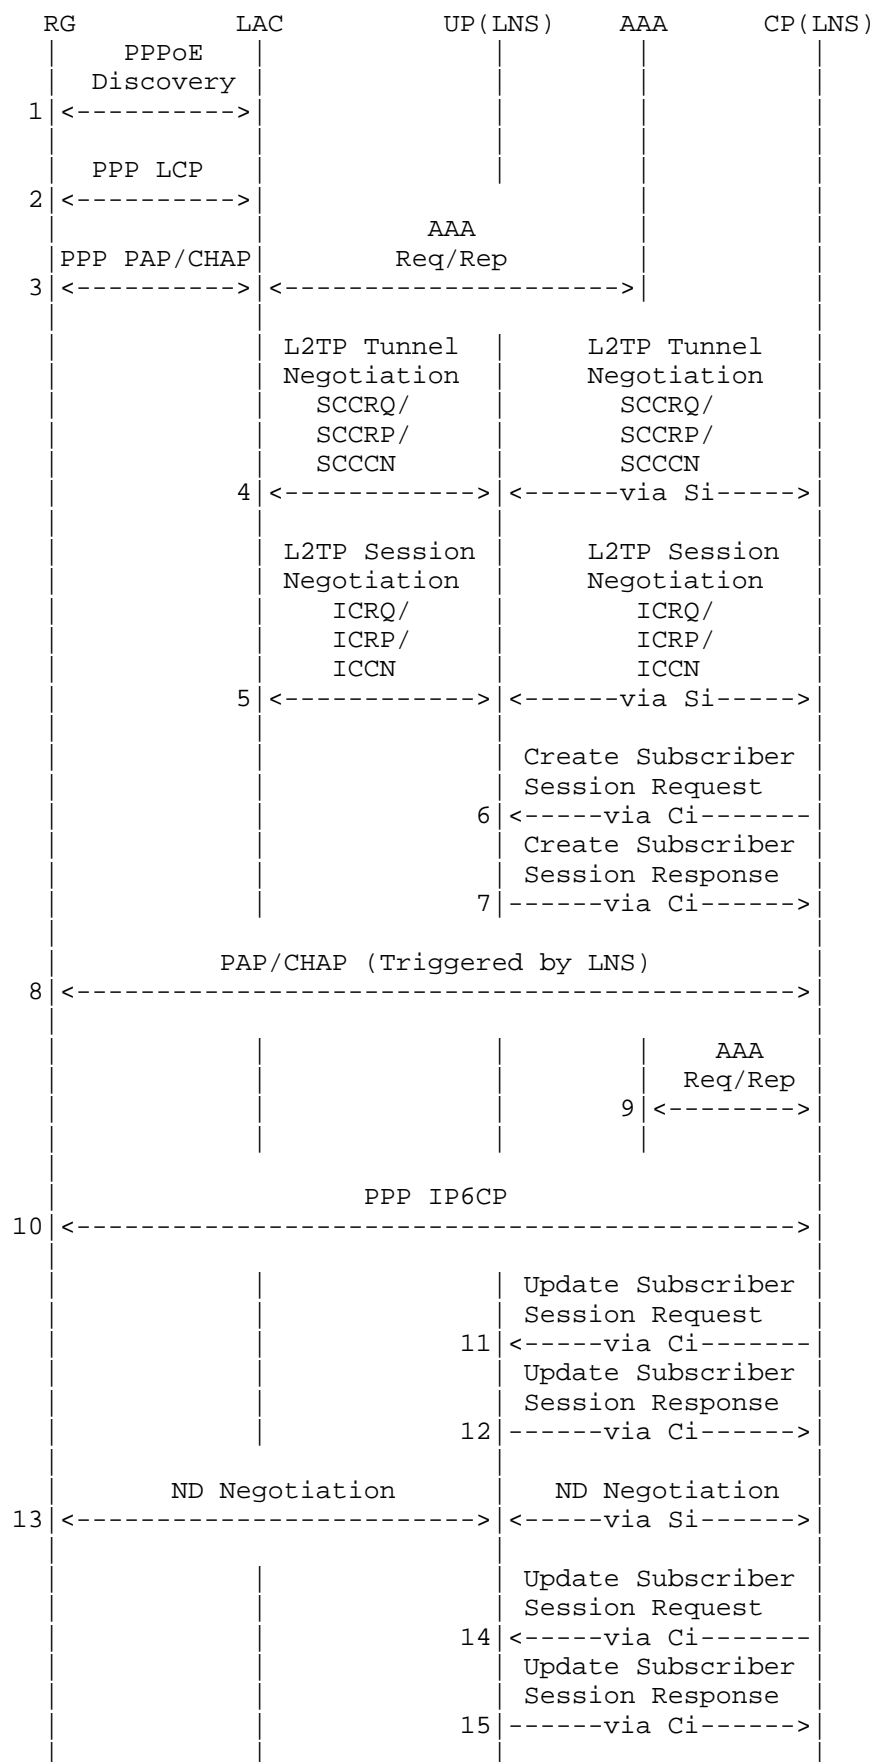 RG LAC UP(LNS) AAA CP(LNS)
PPPoE
Discovery
1|<---------->|
PPP LCP
2|<---------->|
AAA
|PPP PAP/CHAP| Req/Rep
3|<---------->|<--------------------->|
L2TP Tunnel | L2TP Tunnel
Negotiation | Negotiation
SCCRQ/ | SCCRQ/
SCCRP/ | SCCRP/
SCCCN | SCCCN
4|<------------>|<------via Si----->|
L2TP Session | L2TP Session
Negotiation | Negotiation
ICRQ/ | ICRQ/
ICRP/ | ICRP/
ICCN | ICCN
5|<------------>|<------via Si----->|
Create Subscriber
Session Request
6|<-----via Ci-------|
Create Subscriber
Session Response
7|------via Ci------>|
PAP/CHAP (Triggered by LNS)
8|<--------------------------------------------->|
AAA
Req/Rep
9|<-------->|
PPP IP6CP
10|<--------------------------------------------->|
Update Subscriber
Session Request
11|<-----via Ci-------|
Update Subscriber
Session Response
12|------via Ci------>|
ND Negotiation | ND Negotiation
13|<------------------------->|<-----via Si------>|
Update Subscriber
Session Request
14|<-----via Ci-------|
Update Subscriber
Session Response
15|------via Ci------>|